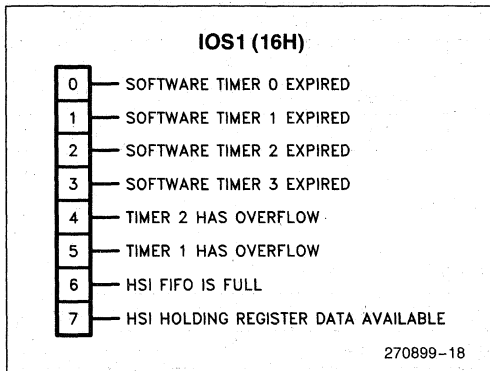 IOS1 (16H)
0 SOFTWARE TIMER 0 EXPIRED
1 SOFTWARE TIMER 1 EXPIRED
2 SOFTWARE TIMER 2 EXPIRED
3 SOFTWARE TIMER 3 EXPIRED
4 TIMER 2 HAS OVERFLOW
5 TIMER 1 HAS OVERFLOW
6 HSI FIFO IS FULL
7 HSI HOLDING REGISTER DATA AVAILABLE
270899-18